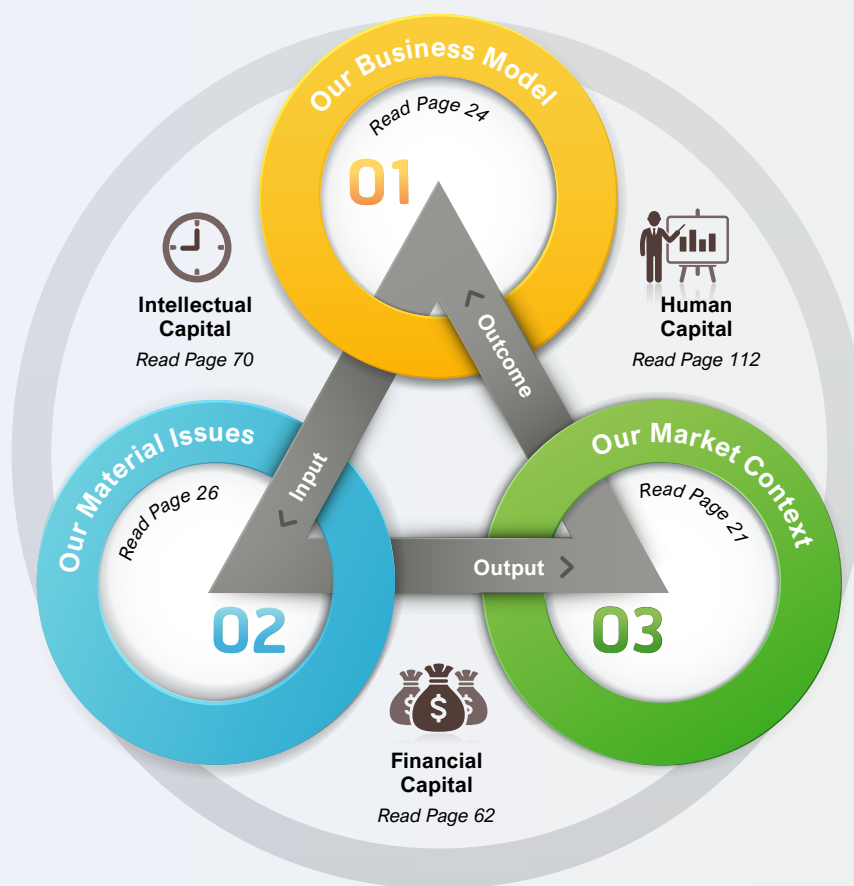 Our Business Model
Read Page 24
01
Intellectual
Capital
Read Page 70
Human
Capital
Read Page 112
Outcome
Input
Our Material Issues
Read Page 26
02
Our Market Context
Read Page 21
Output
03
$ $ $
Financial
Capital
Read Page 62